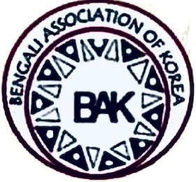 BENGALI ASSOCIATION OF KOREA
BAK